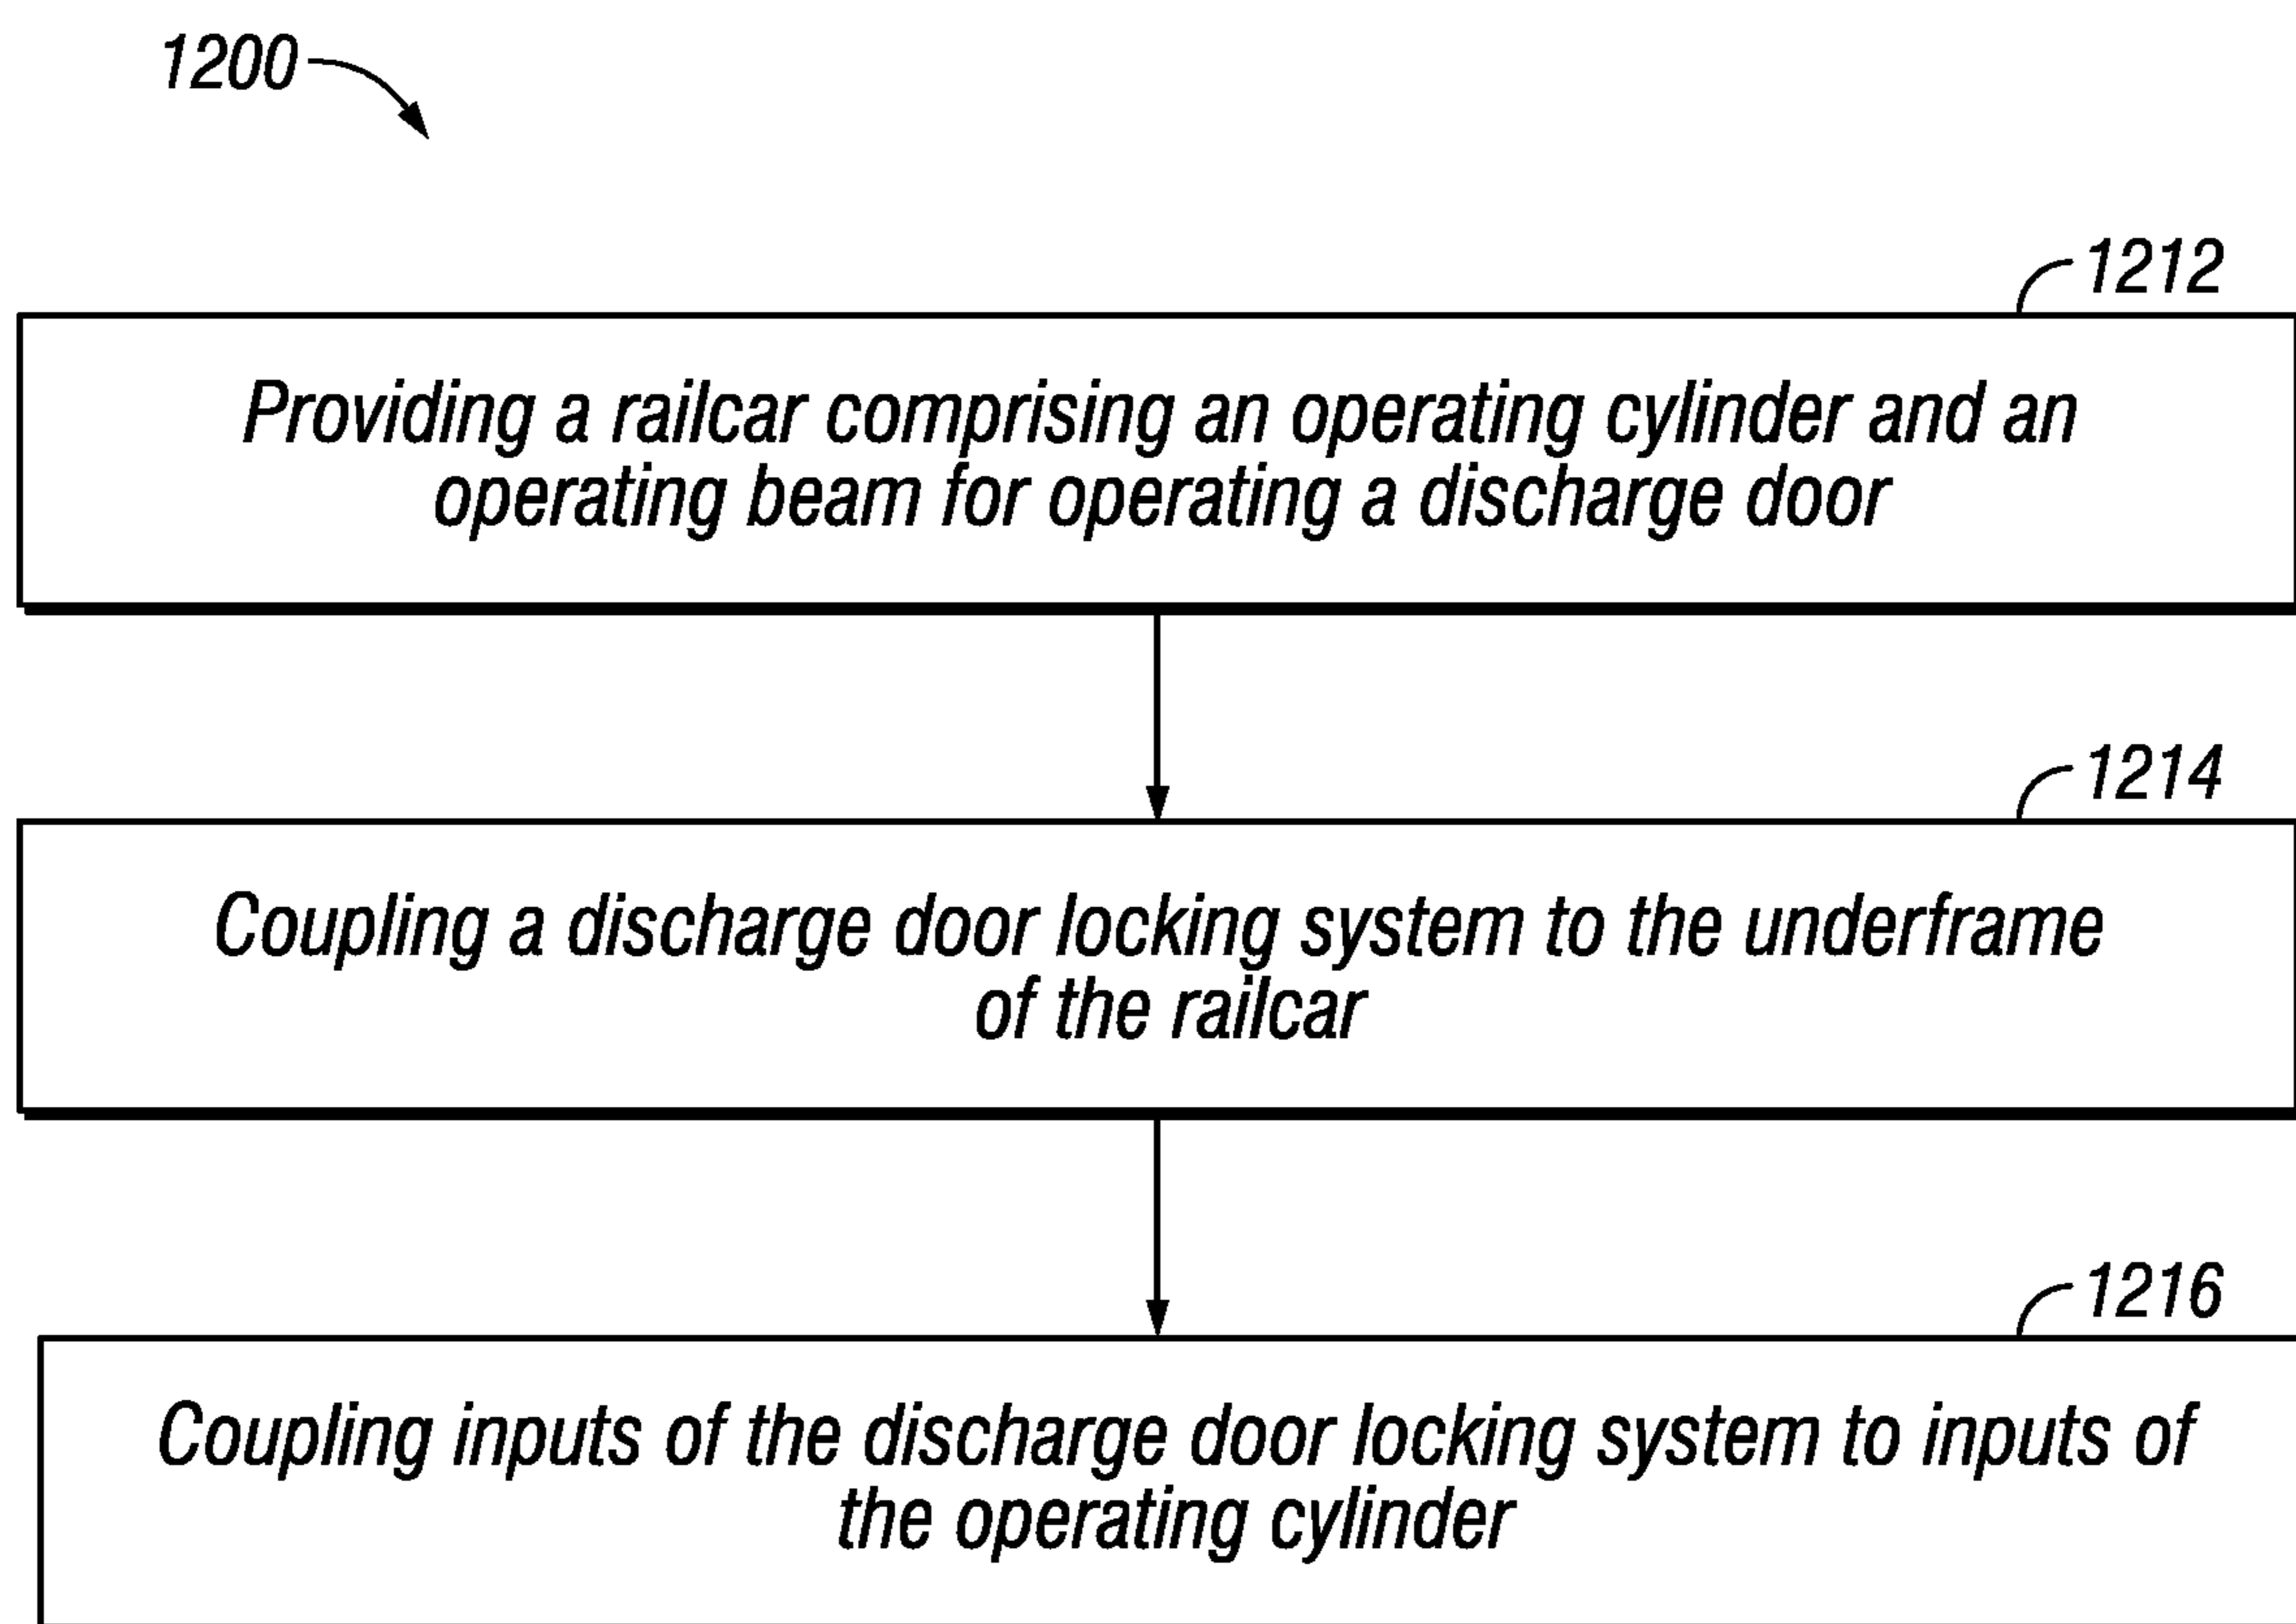 1200
1212
Providing a railcar comprising an operating cylinder and an
operating beam for operating a discharge door
1214
Coupling a discharge door locking system to the underframe
of the railcar
1216
Coupling inputs of the discharge door locking system to inputs of
the operating cylinder